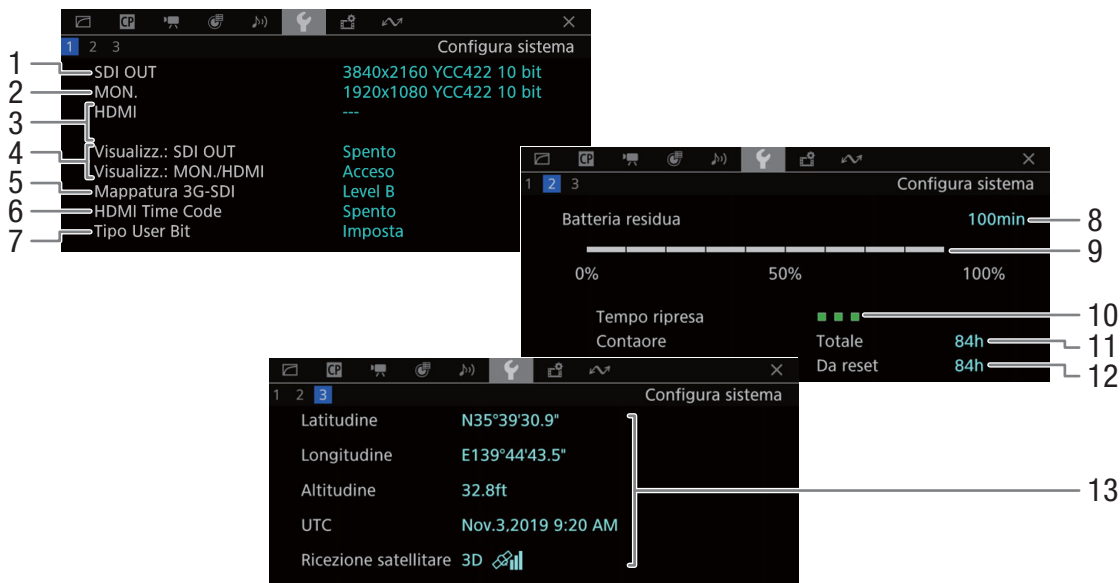 CP
1 2 3 Configura sistema
1 SDI OUT 3840x2160 YCC422 10 bit
2 MON. 1920x1080 YCC422 10 bit
3 HDMI ---
4 Visualizz.: SDI OUT Spento
Visualizz.: MON./HDMI Acceso
5 Mappatura 3G-SDI Level B
6 HDMI Time Code Spento
7 Tipo User Bit Imposta
CP
1 2 3 Configura sistema
Batteria residua 100min 8
9
0% 50% 100%
Tempo ripresa 10
Contaore Totale 84h 11
Da reset 84h 12
CP
1 2 3 Configura sistema
Latitudine N35°39'30.9"
Longitudine E139°44'43.5"
Altitudine 32.8ft 13
UTC Nov.3,2019 9:20 AM
Ricezione satellitare 3D